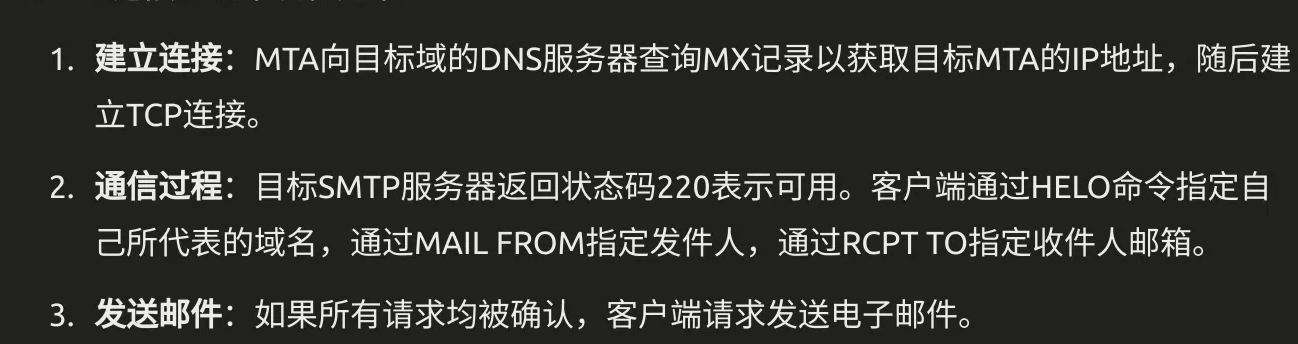 1. 建立连接：MTA向目标域的DNS服务器查询MX记录以获取目标MTA的IP地址，随后建
立TCP连接。
2. 通信过程：目标SMTP服务器返回状态码220表示可用。客户端通过HELO命令指定自
己所代表的域名，通过MAIL FROM指定发件人，通过RCPT TO指定收件人邮箱。
3. 发送邮件：如果所有请求均被确认，客户端请求发送电子邮件。